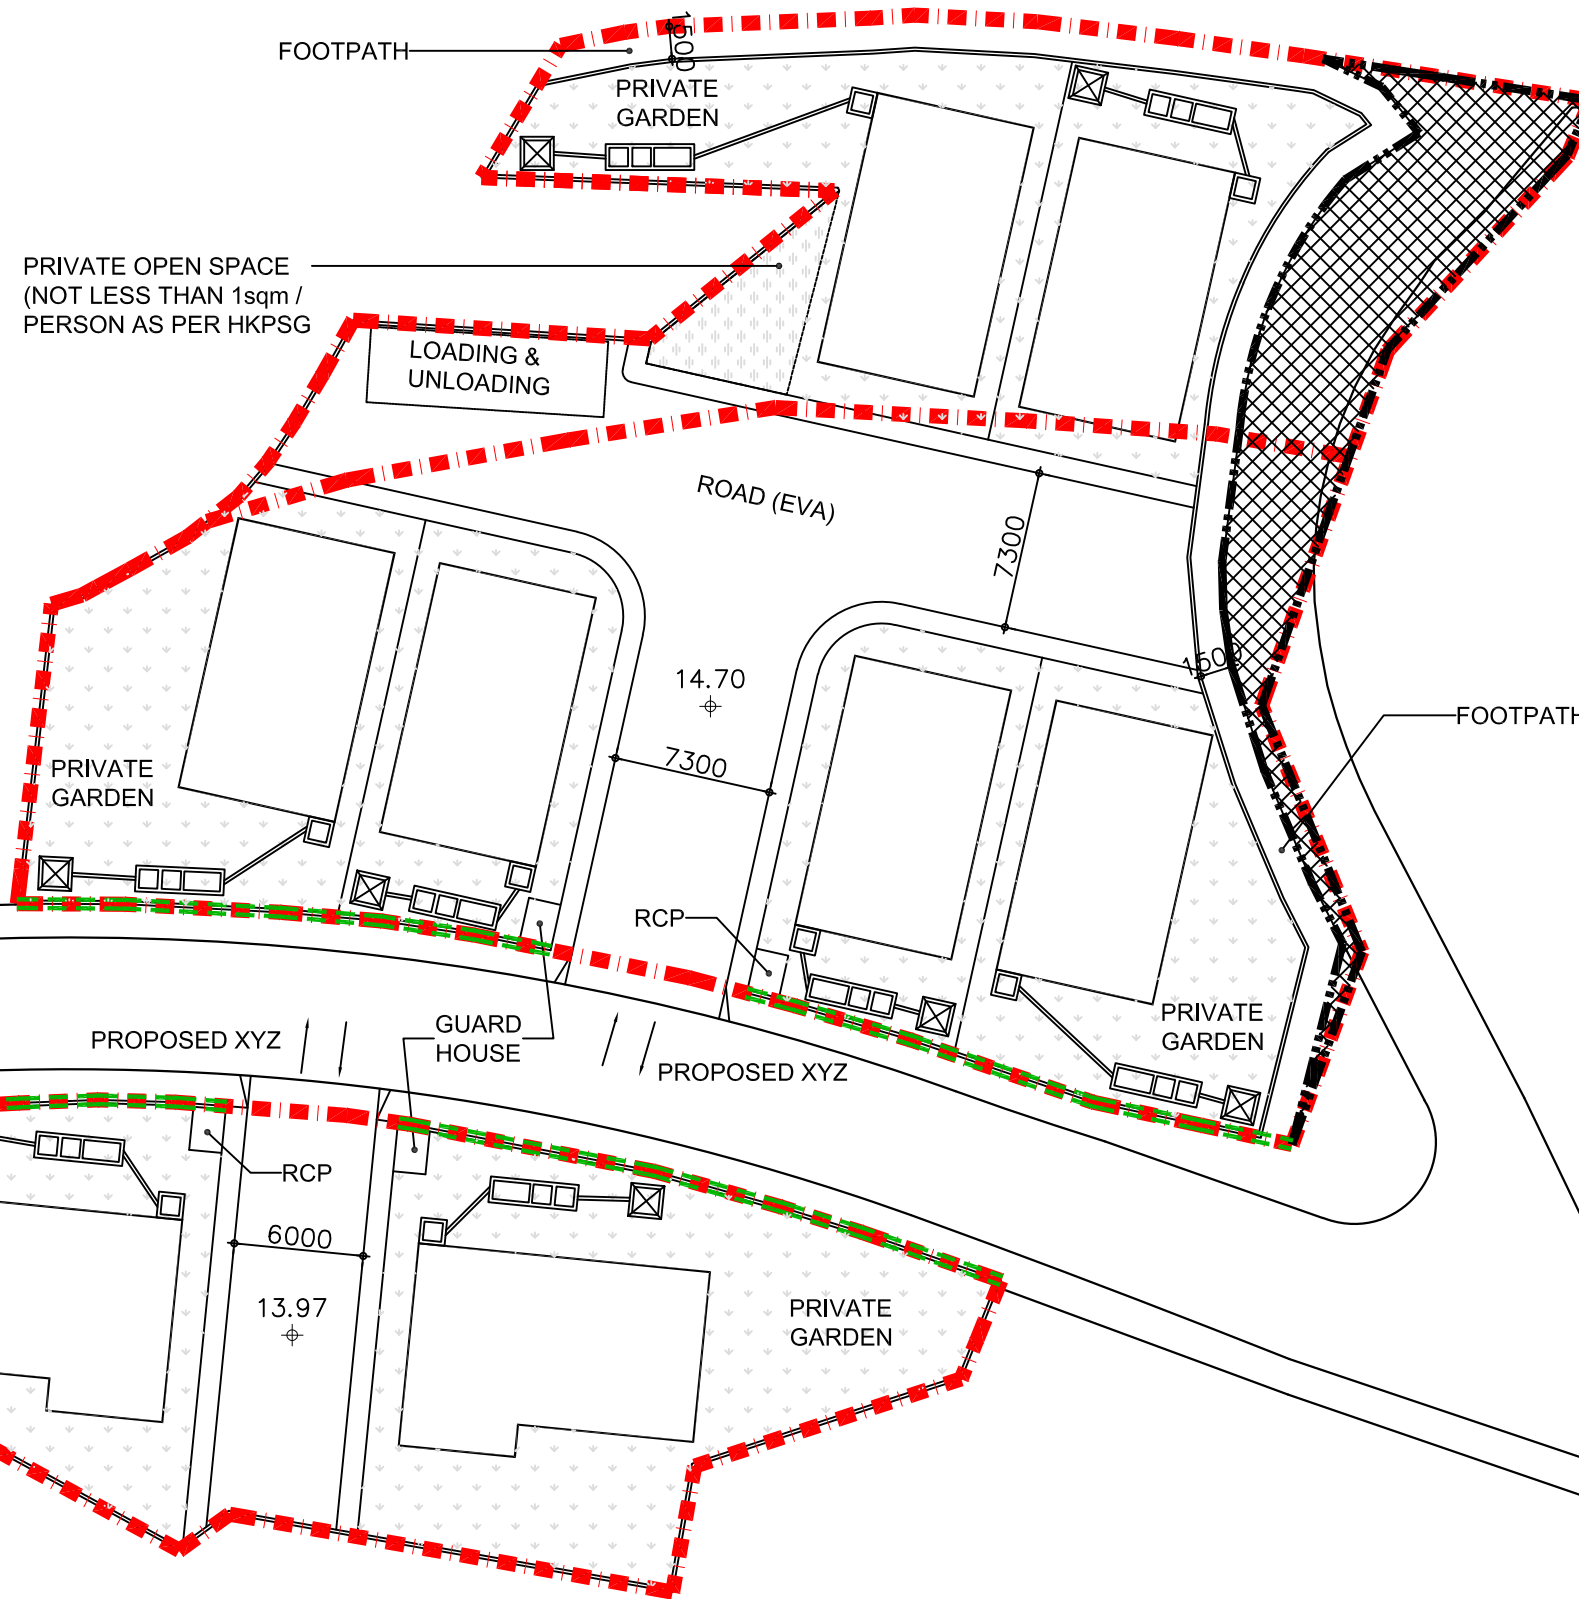 FOOTPATH
1500
PRIVATE
GARDEN
PRIVATE OPEN SPACE
(NOT LESS THAN 1sqm /
PERSON AS PER HKPSG
LOADING &
UNLOADING
ROAD (EVA)
7300
1500
14.70
FOOTPATH
7300
PRIVATE
GARDEN
RCP
PRIVATE
GARDEN
GUARD
HOUSE
PROPOSED XYZ
PROPOSED XYZ
RCP
6000
13.97
PRIVATE
GARDEN